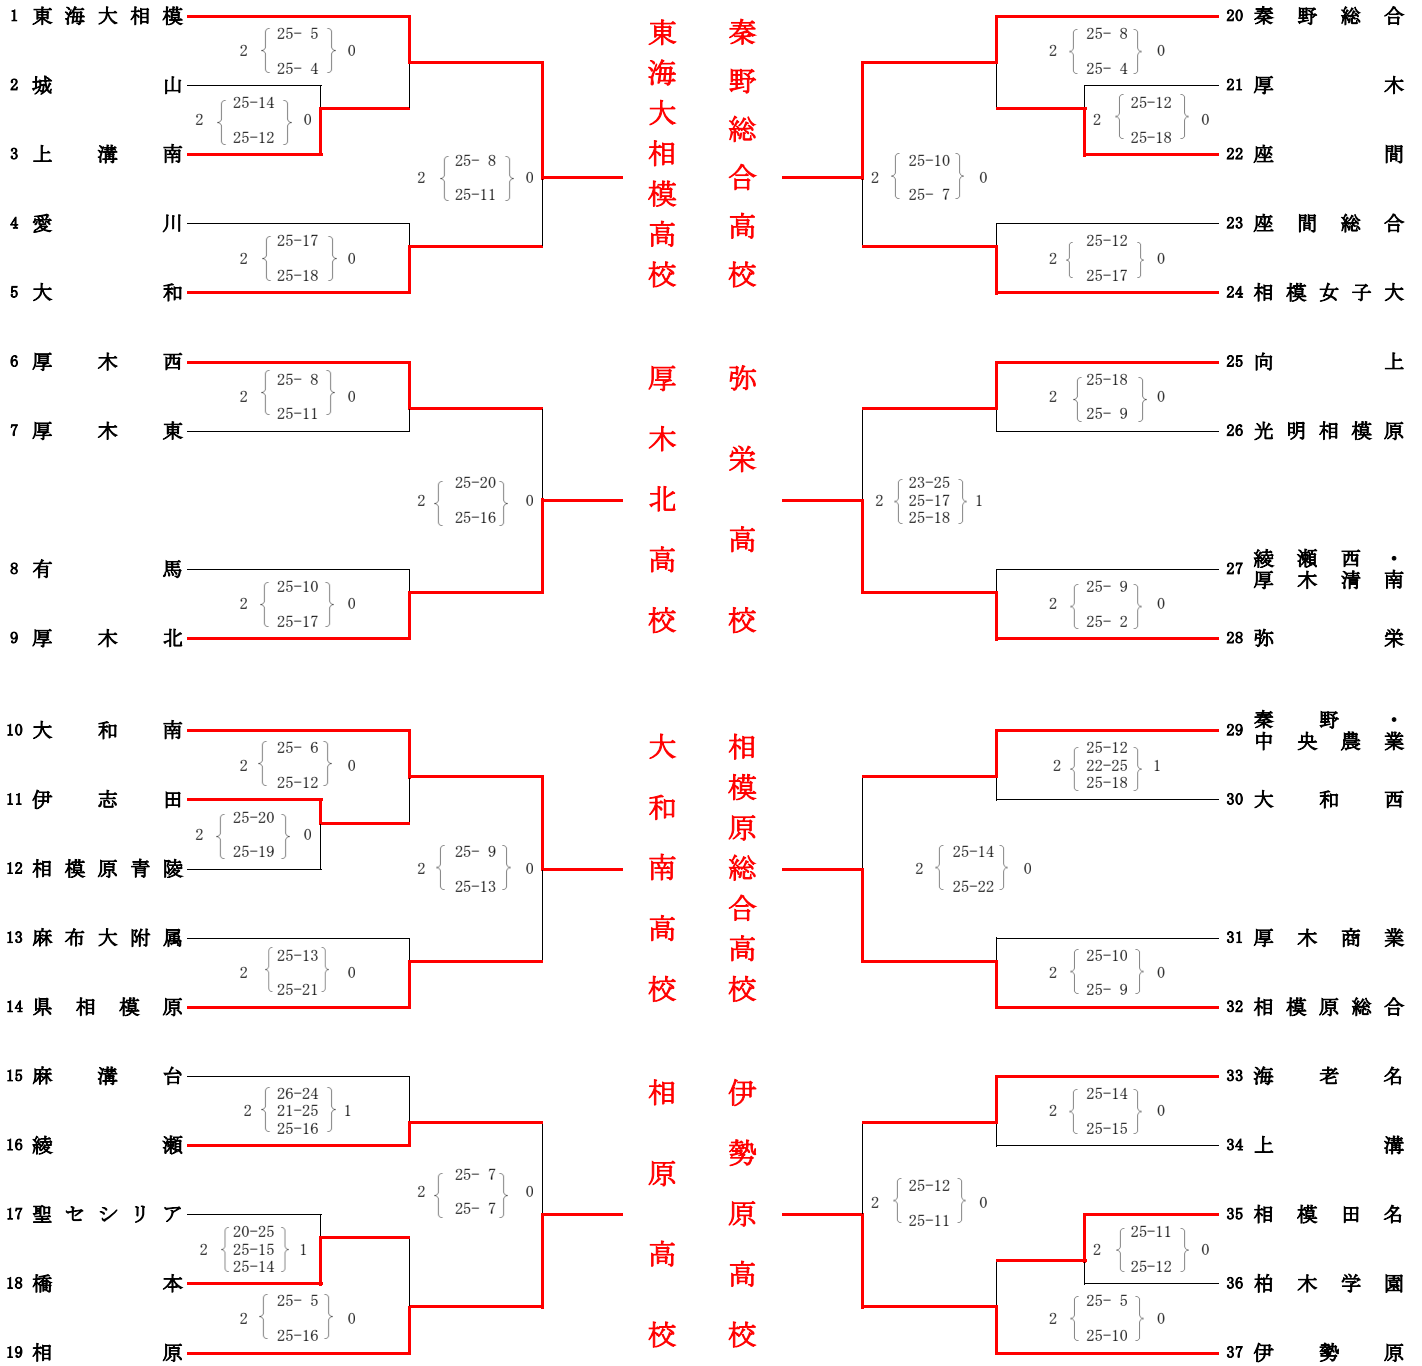 1 東海大相模
2 25- 5 0
25- 4
2 城山
2 25-14 0
25-12
3 上溝南
2 25- 8 0
25-11
4 愛川
2 25-17 0
25-18
5 大和
東海大相模高校
6 厚木西
2 25- 8 0
25-11
7 厚木東
2 25-20 0
25-16
8 有馬
2 25-10 0
25-17
9 厚木北
厚木北高校
10 大和南
2 25- 6 0
25-12
11 伊志田
2 25-20 0
25-19
12 相模原青陵
2 25- 9 0
25-13
13 麻布大附属
2 25-13 0
25-21
14 県相模原
大和南高校
15 麻溝台
26-24
2 21-25 1
25-16
16 綾瀬
2 25- 7 0
25- 7
17 聖セシリア
20-25
2 25-15 1
25-14
18 橋本
2 25- 5 0
25-16
19 相原
相原高校
20 秦野総合
2 25- 8 0
25- 4
21 厚木
2 25-12 0
25-18
22 座間
2 25-10 0
25- 7
23 座間総合
2 25-12 0
25-17
24 相模女子大
秦野総合高校
25 向上
2 25-18 0
25- 9
26 光明相模原
23-25
2 25-17 1
25-18
27 綾瀬西・
厚木清南
2 25- 9 0
25- 2
28 弥栄
弥栄高校
29 秦野・
中央農業
25-12
2 22-25 1
25-18
30 大和西
2 25-14 0
25-22
31 厚木商業
2 25-10 0
25- 9
32 相模原総合
相模原総合高校
33 海老名
2 25-14 0
25-15
34 上溝
2 25-12 0
25-11
35 相模田名
2 25-11 0
25-12
36 柏木学園
2 25- 5 0
25-10
37 伊勢原
伊勢原高校